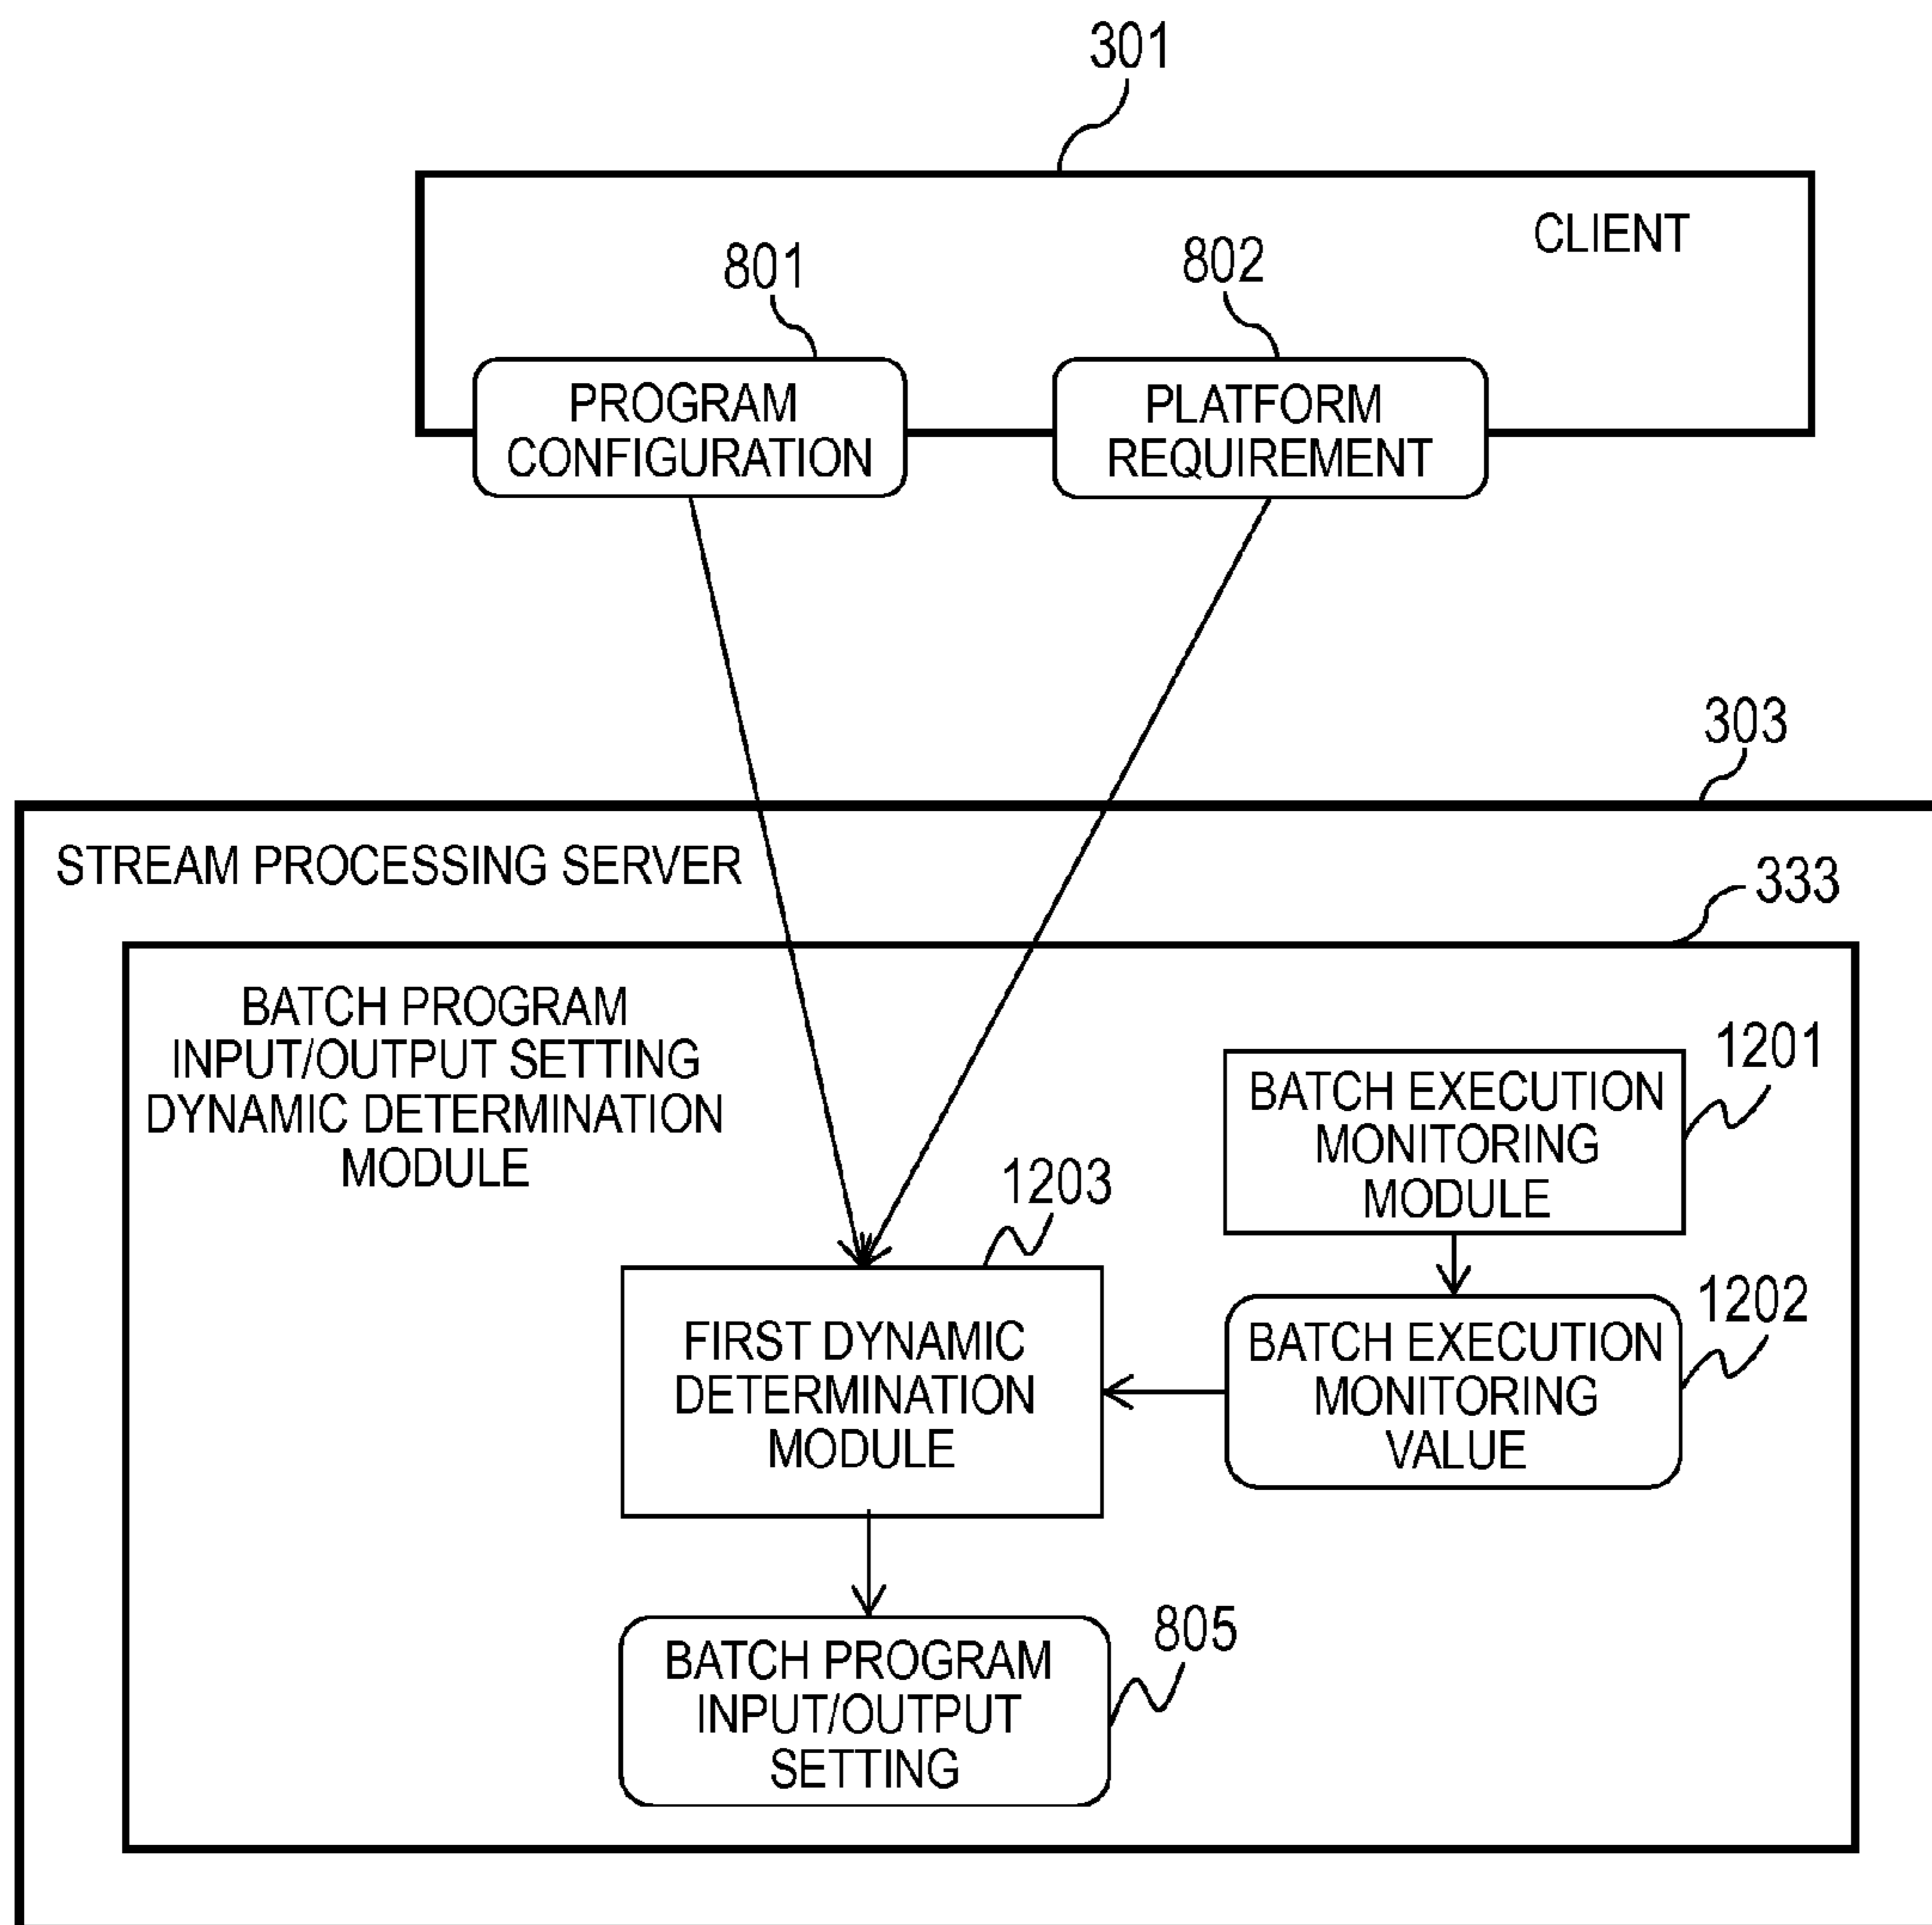 301
CLIENT
801
802
PROGRAM
CONFIGURATION
PLATFORM
REQUIREMENT
303
STREAM PROCESSING SERVER
333
BATCH PROGRAM
INPUT/OUTPUT SETTING
DYNAMIC DETERMINATION
MODULE
1201
BATCH EXECUTION
MONITORING
MODULE
1203
1202
FIRST DYNAMIC
DETERMINATION
MODULE
BATCH EXECUTION
MONITORING
VALUE
805
BATCH PROGRAM
INPUT/OUTPUT
SETTING